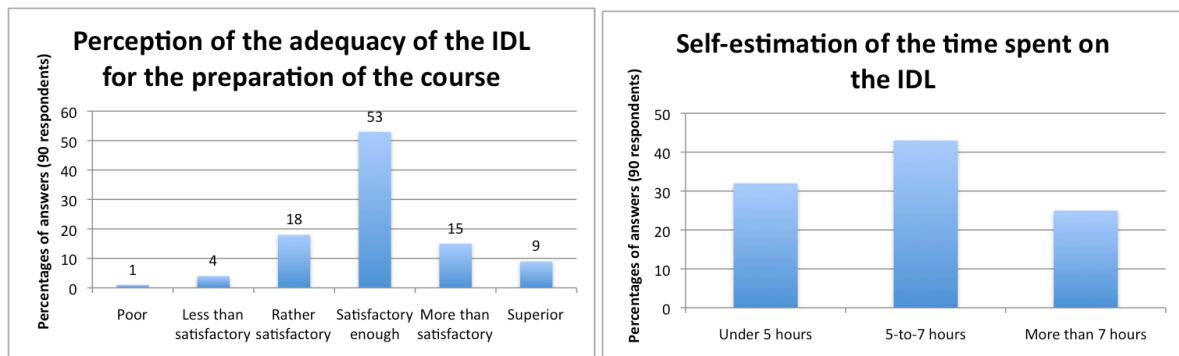 Perception of the adequacy of the IDL
for the preparation of the course
Percentages of answers (90 respondents)
60
50
40
30
20
10
0
1
4
18
53
15
9
Poor
Less than
satisfactory
Rather
satisfactory
Satisfactory
enough
More than
satisfactory
Superior
Self-estimation of the time spent on
the IDL
Percentages of answers (90 respondents)
50
40
30
20
10
0
Under 5 hours
5-to-7 hours
More than 7 hours